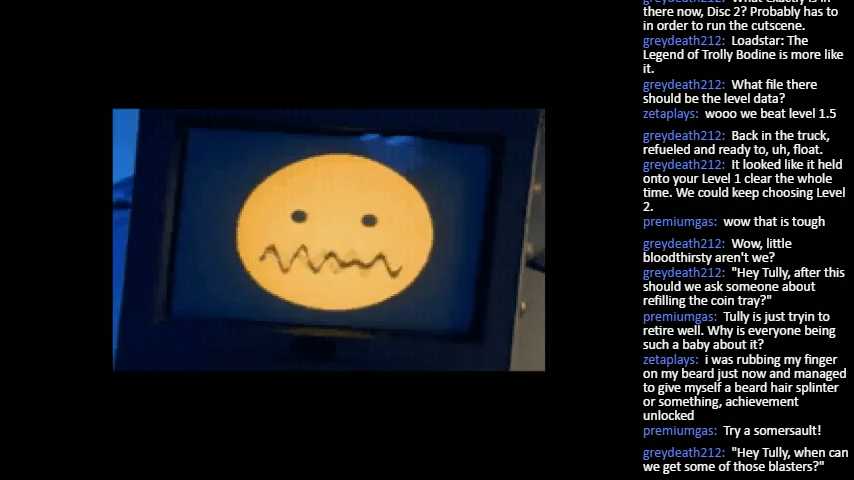 there now, Disc 2? Probably has to
in order to run the cutscene.
greydeath212: Loadstar: The
Legend of Trolly Bodine is more like
it.
greydeath212: What file there
should be the level data?
zetaplays: wooo we beat level 1.5
greydeath212: Back in the truck,
refueled and ready to, uh, float.
greydeath212: It looked like it held
onto your Level 1 clear the whole
time. We could keep choosing Level
2.
premiumgas: wow that is tough
greydeath212: Wow, little
bloodthirsty aren't we?
greydeath212: "Hey Tully, after this
should we ask someone about
refilling the coin tray?"
premiumgas: Tully is just tryin to
retire well. Why is everyone being
such a baby about it?
zetaplays: i was rubbing my finger
on my beard just now and managed
to give myself a beard hair splinter
or something, achievement
unlocked
premiumgas: Try a somersault!
greydeath212: "Hey Tully, when can
we get some of those blasters?"